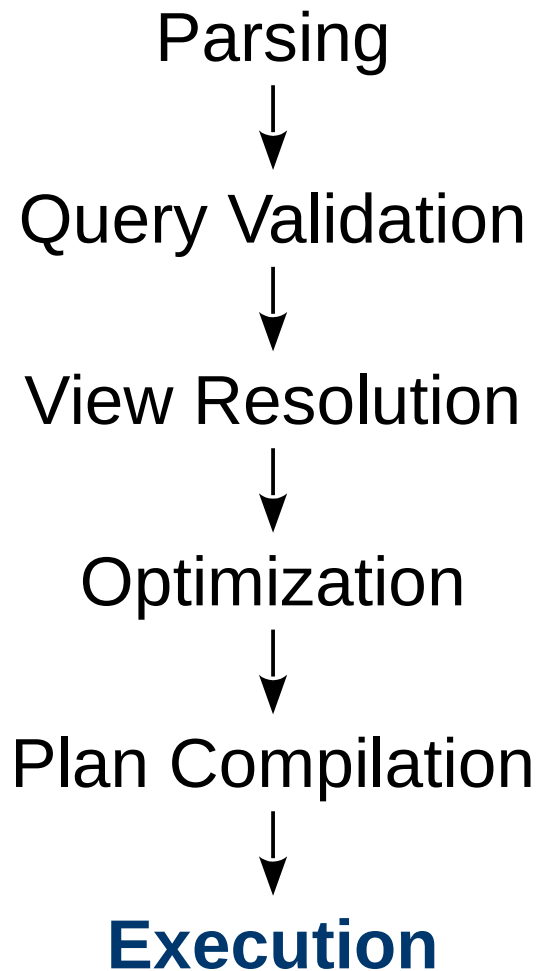 Parsing
Query Validation
View Resolution
Optimization
Plan Compilation
Execution